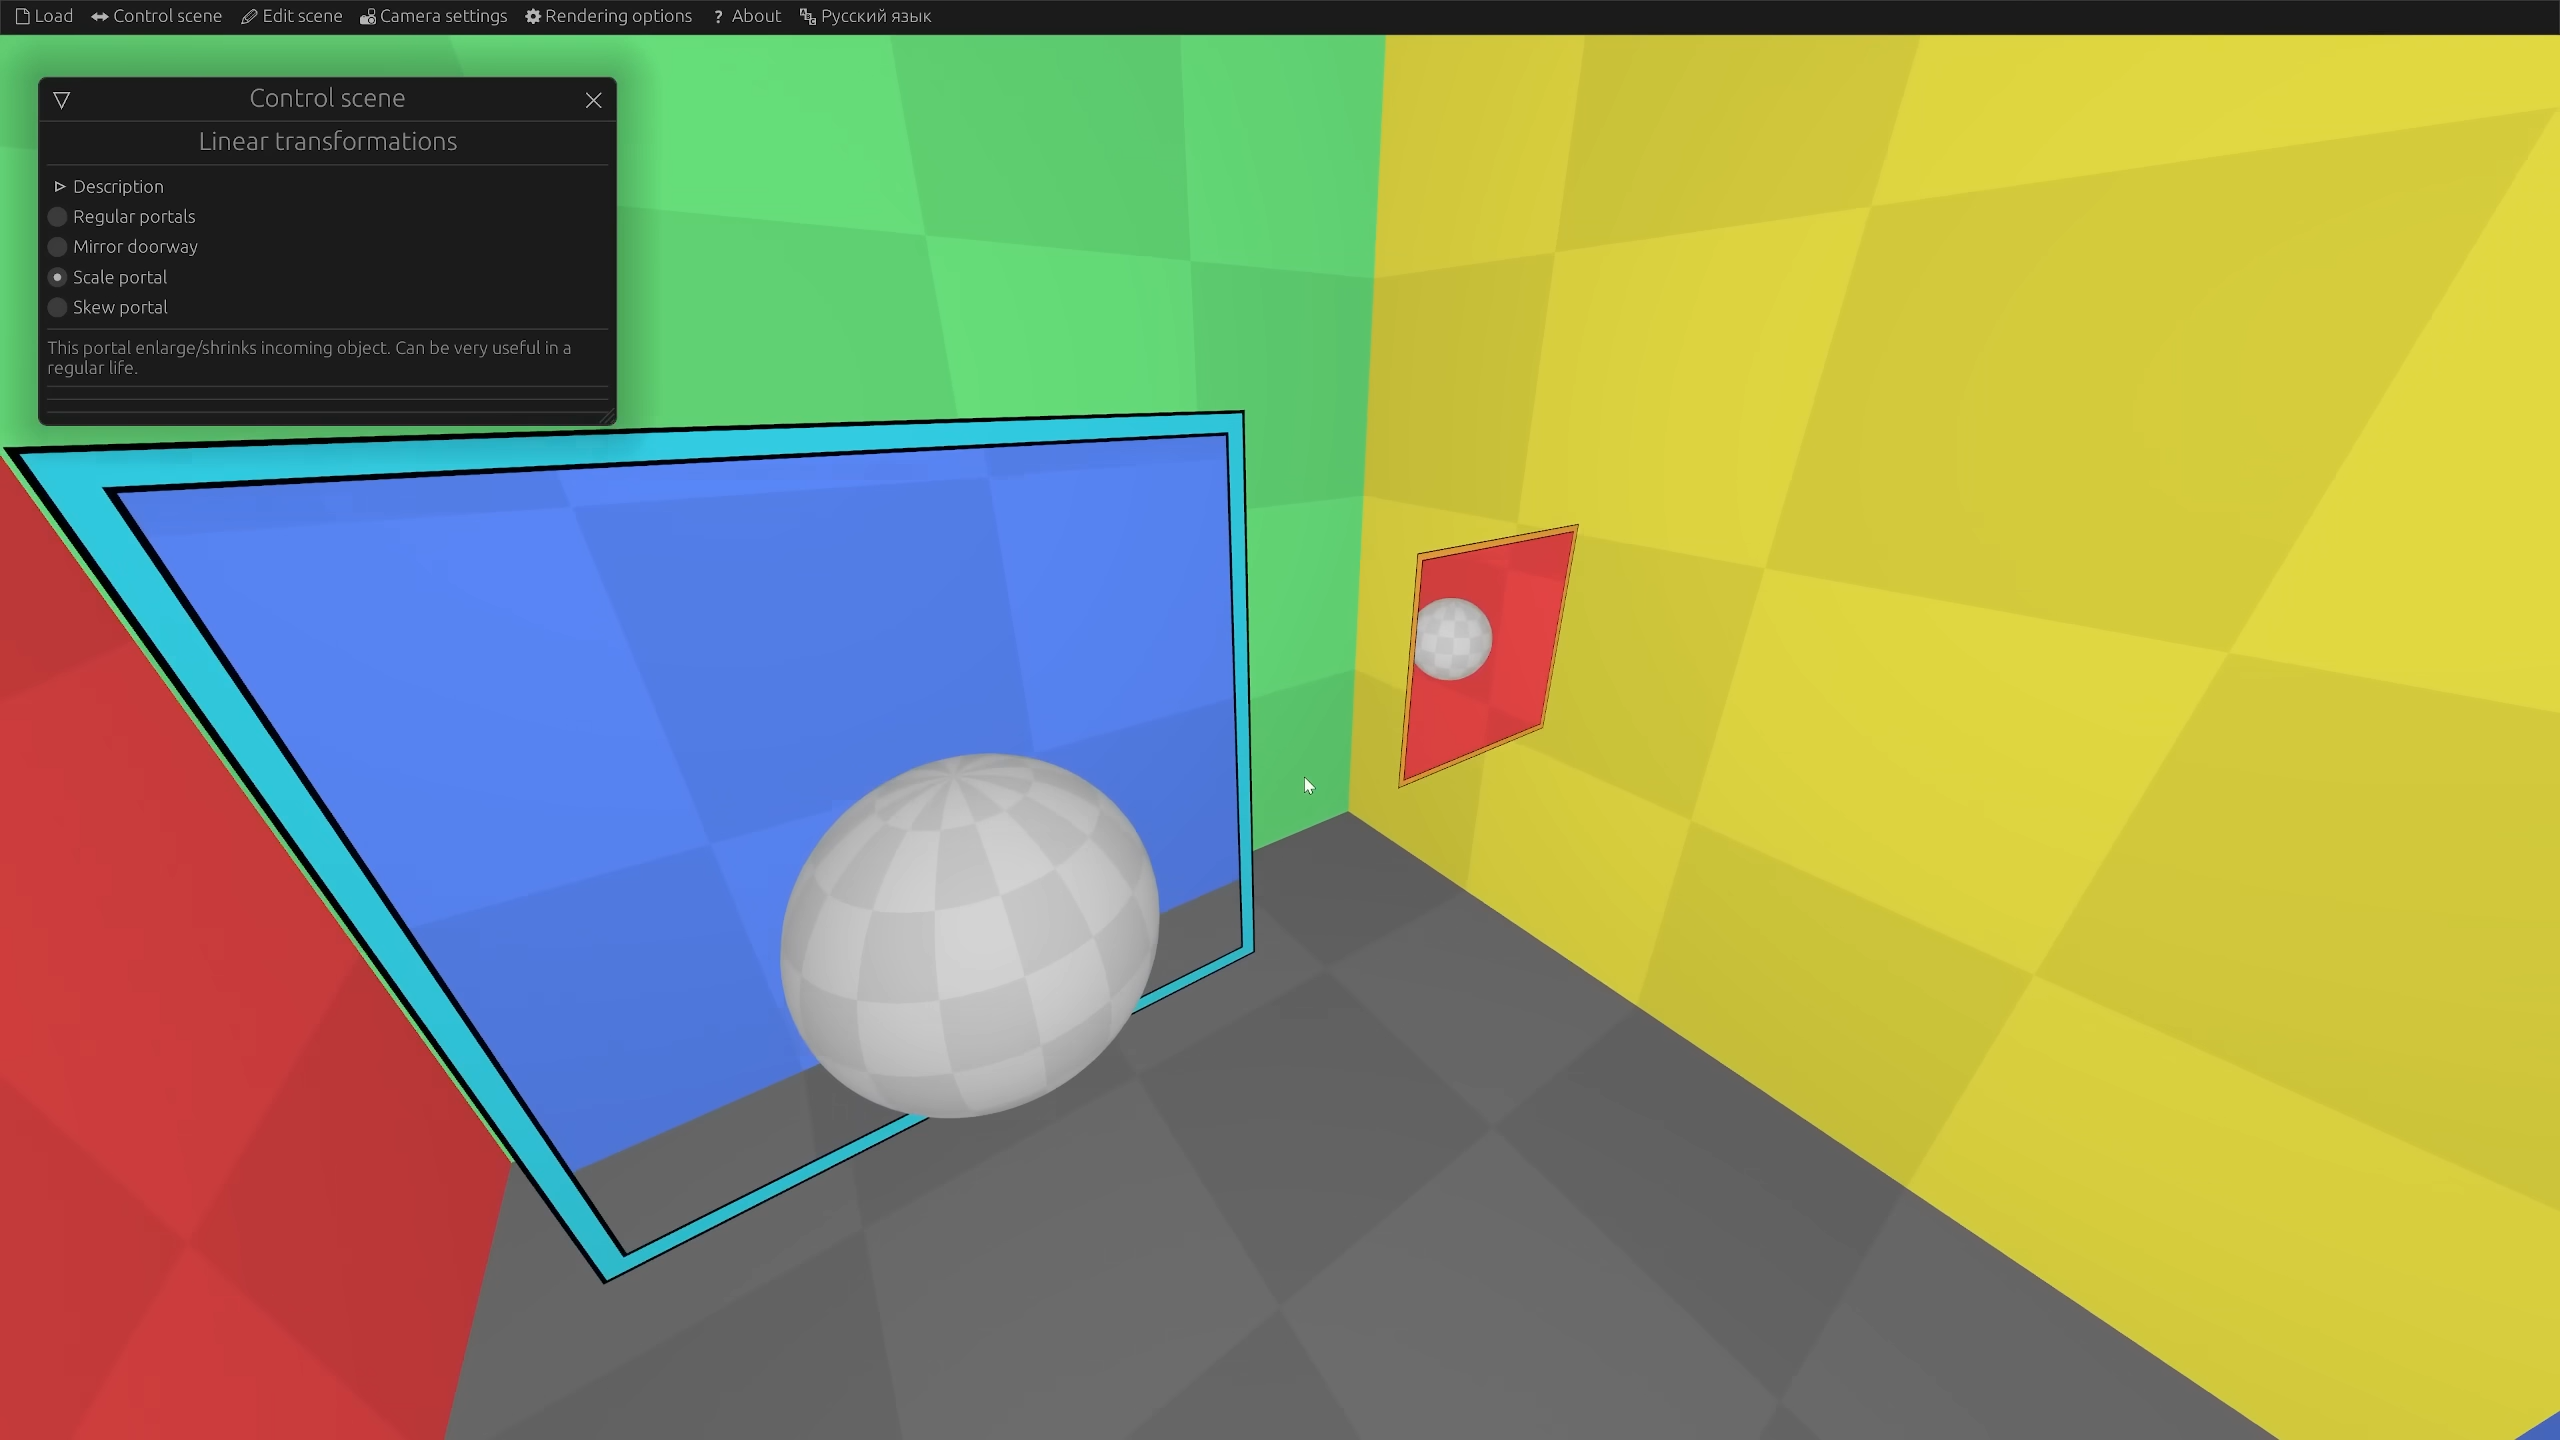 Load Control scene Edit scene Camera settings Rendering options ? About Русский язык
Control scene
Linear transformations
Description
Regular portals
Mirror doorway
Scale portal
Skew portal
This portal enlarge/shrinks incoming object. Can be very useful in a
regular life.